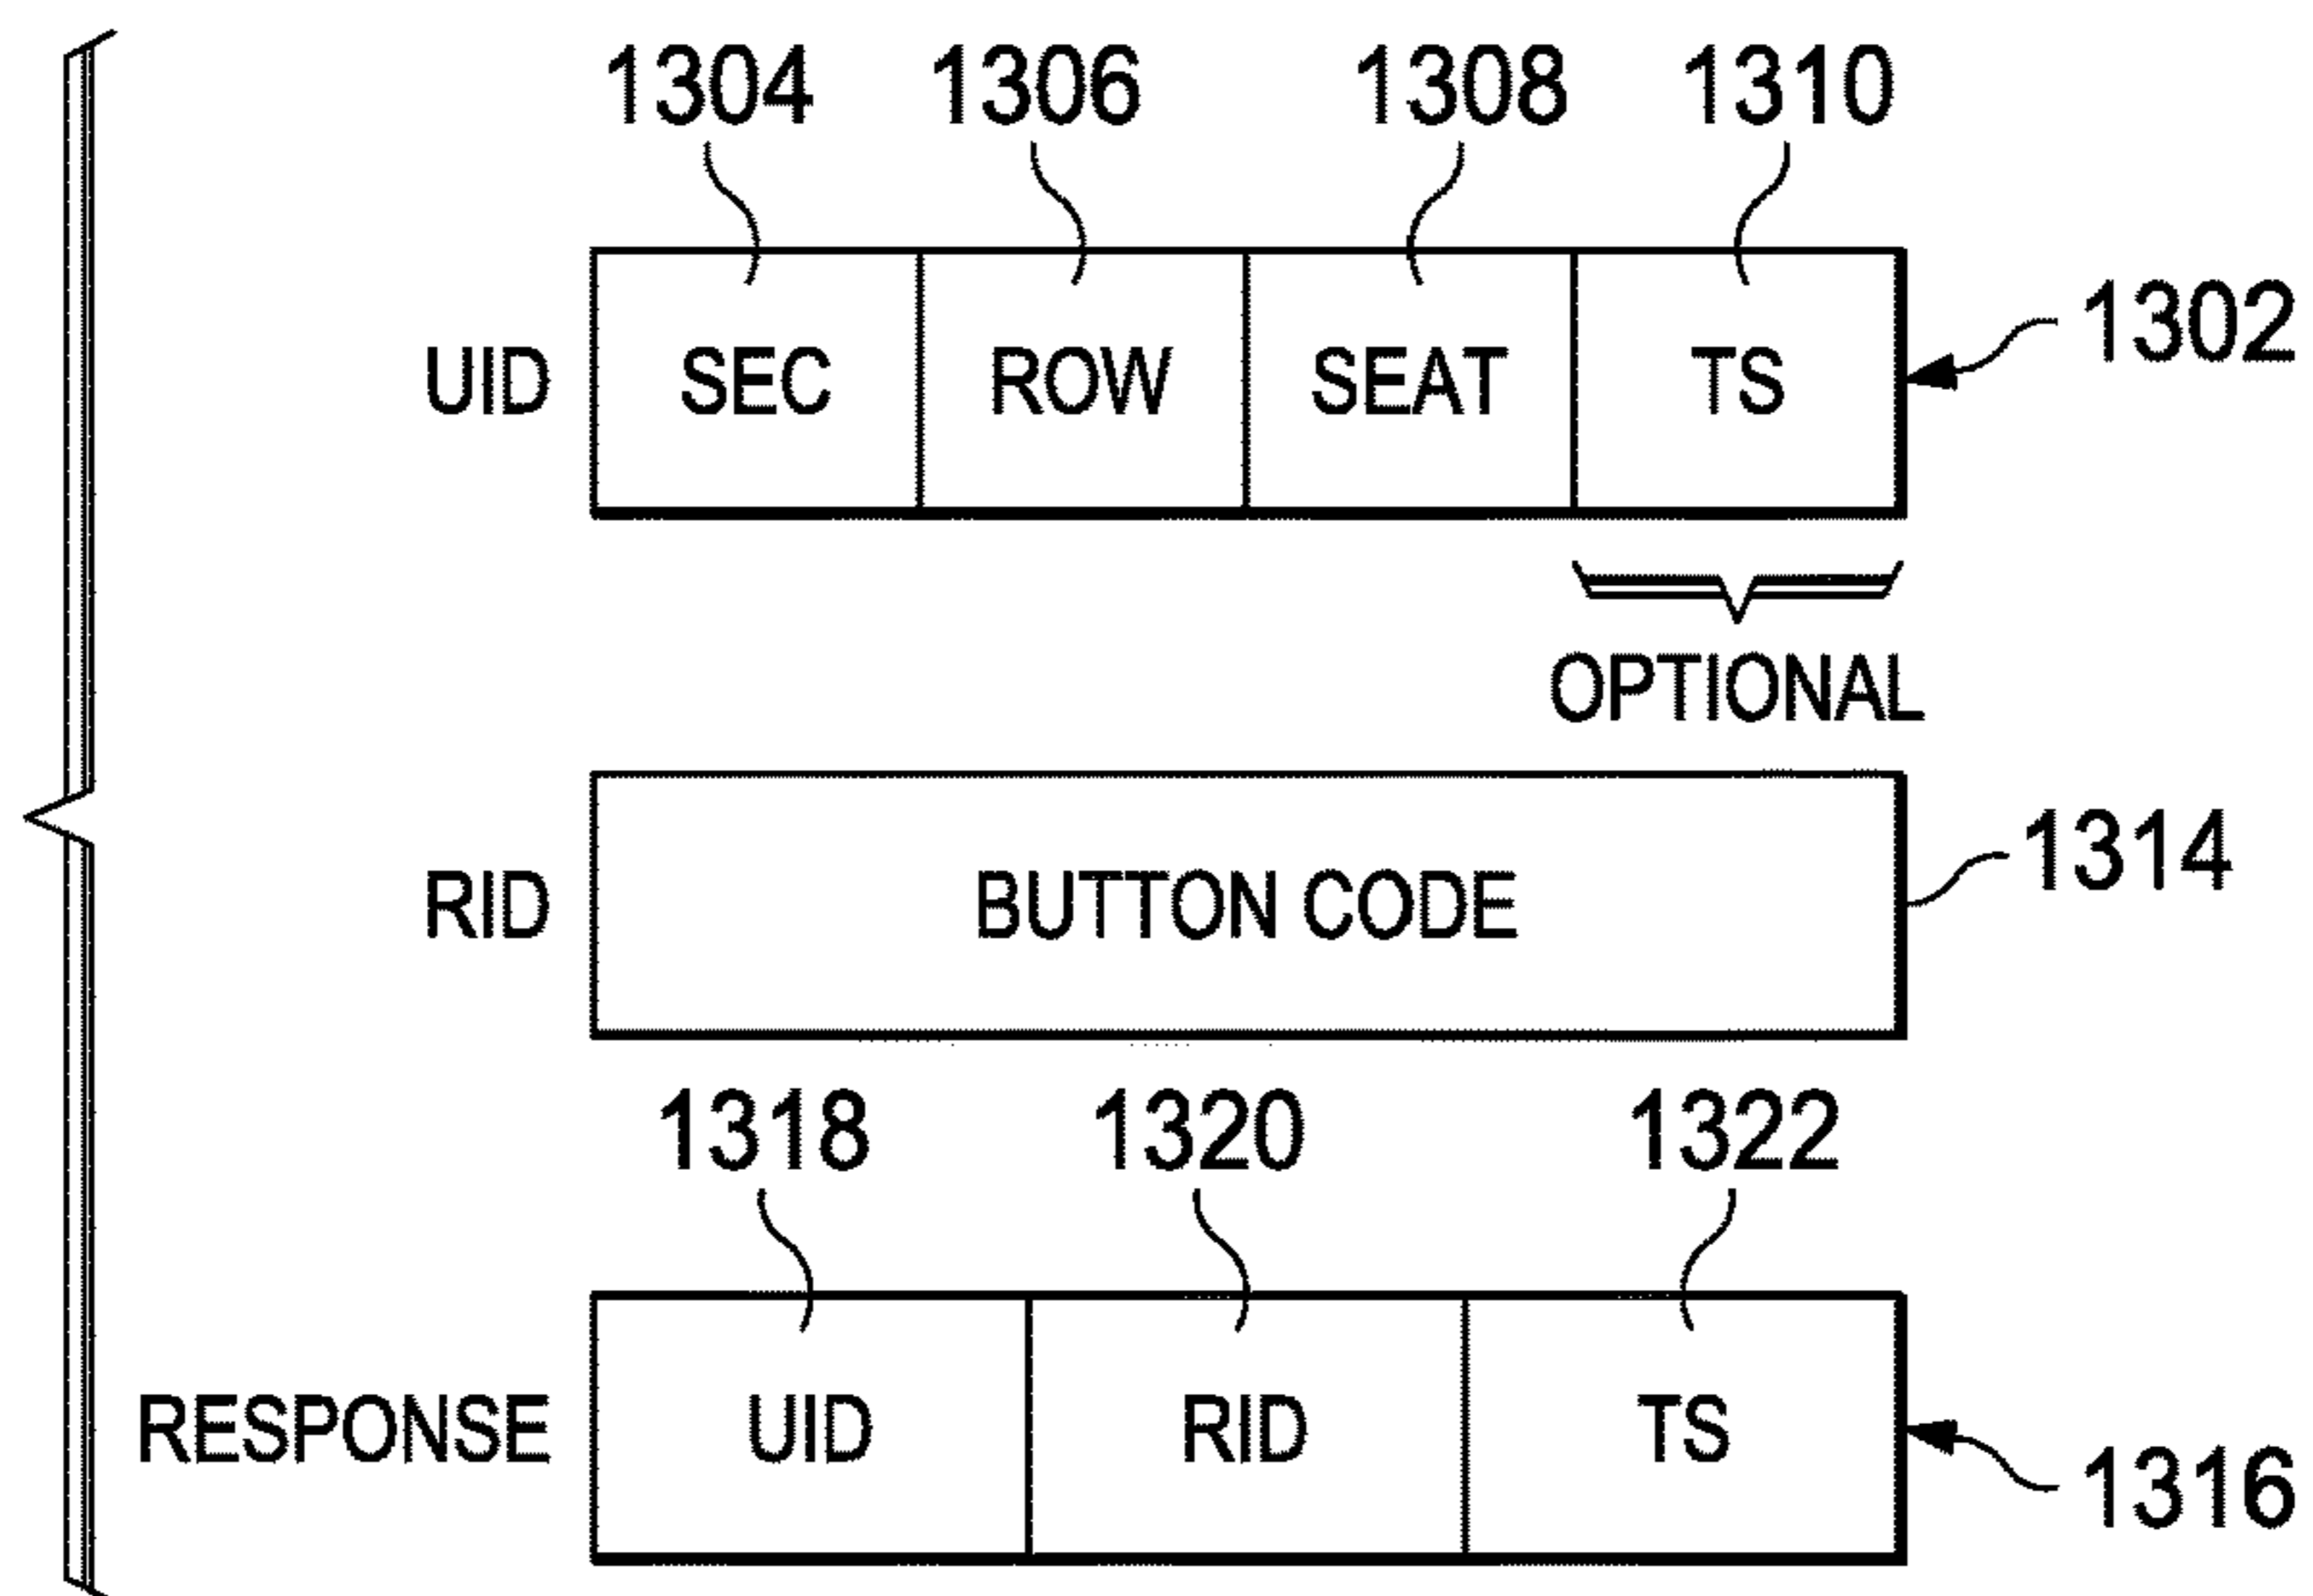 1304 1306 1308 1310
1302
UID SEC ROW SEAT TS
OPTIONAL
1314
RID BUTTON CODE
1318 1320 1322
RESPONSE UID RID TS
1316